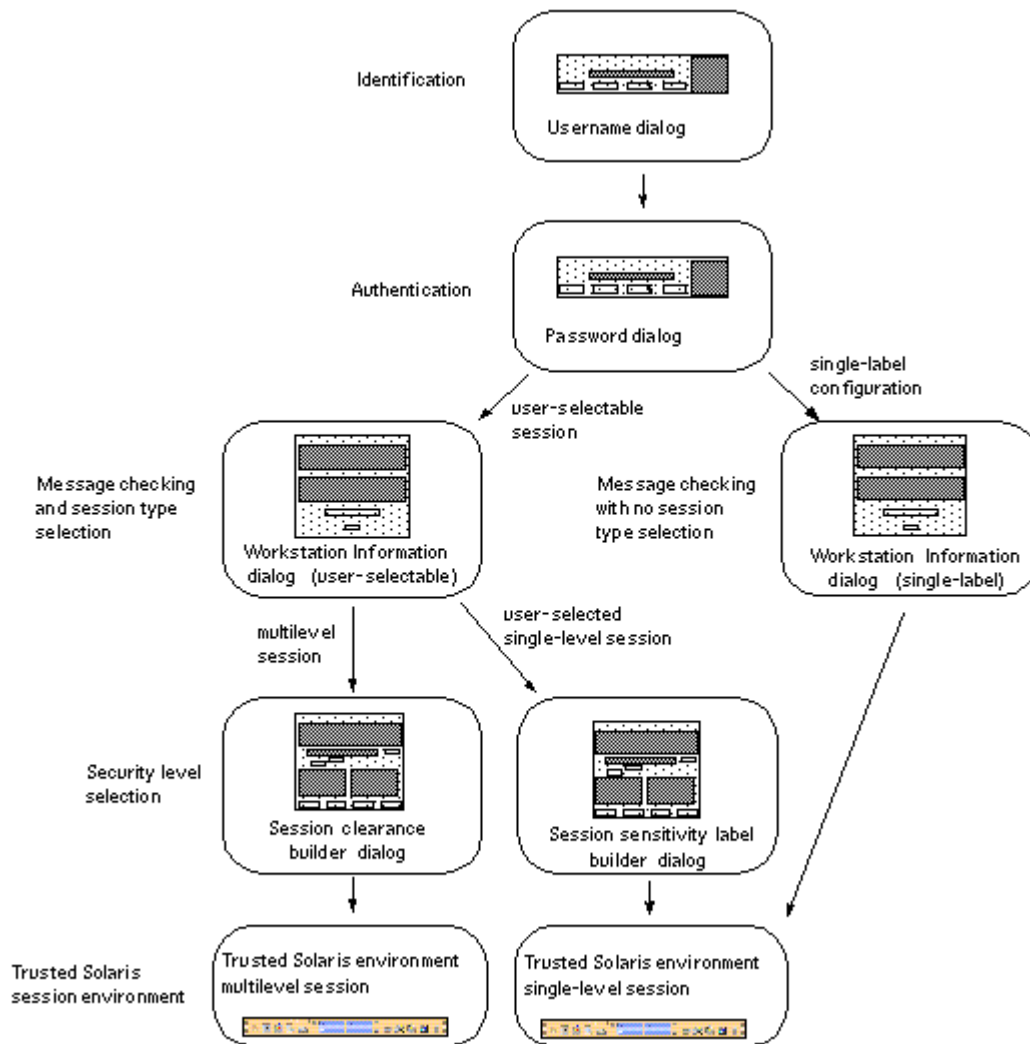 Identification
Username dialog
Authentication
Password dialog
single-label
configuration
user-selectable
session
Message checking
and session type
selection
Workstation Information
dialog (user-selectable)
Message checking
with no session
type selection
Workstation Information
dialog (single-label)
multilevel
session
user-selected
single-level session
Security level
selection
Session clearance
builder dialog
Session sensitivity label
builder dialog
Trusted Solaris
session environment
Trusted Solaris environment
multilevel session
Trusted Solaris environment
single-level session